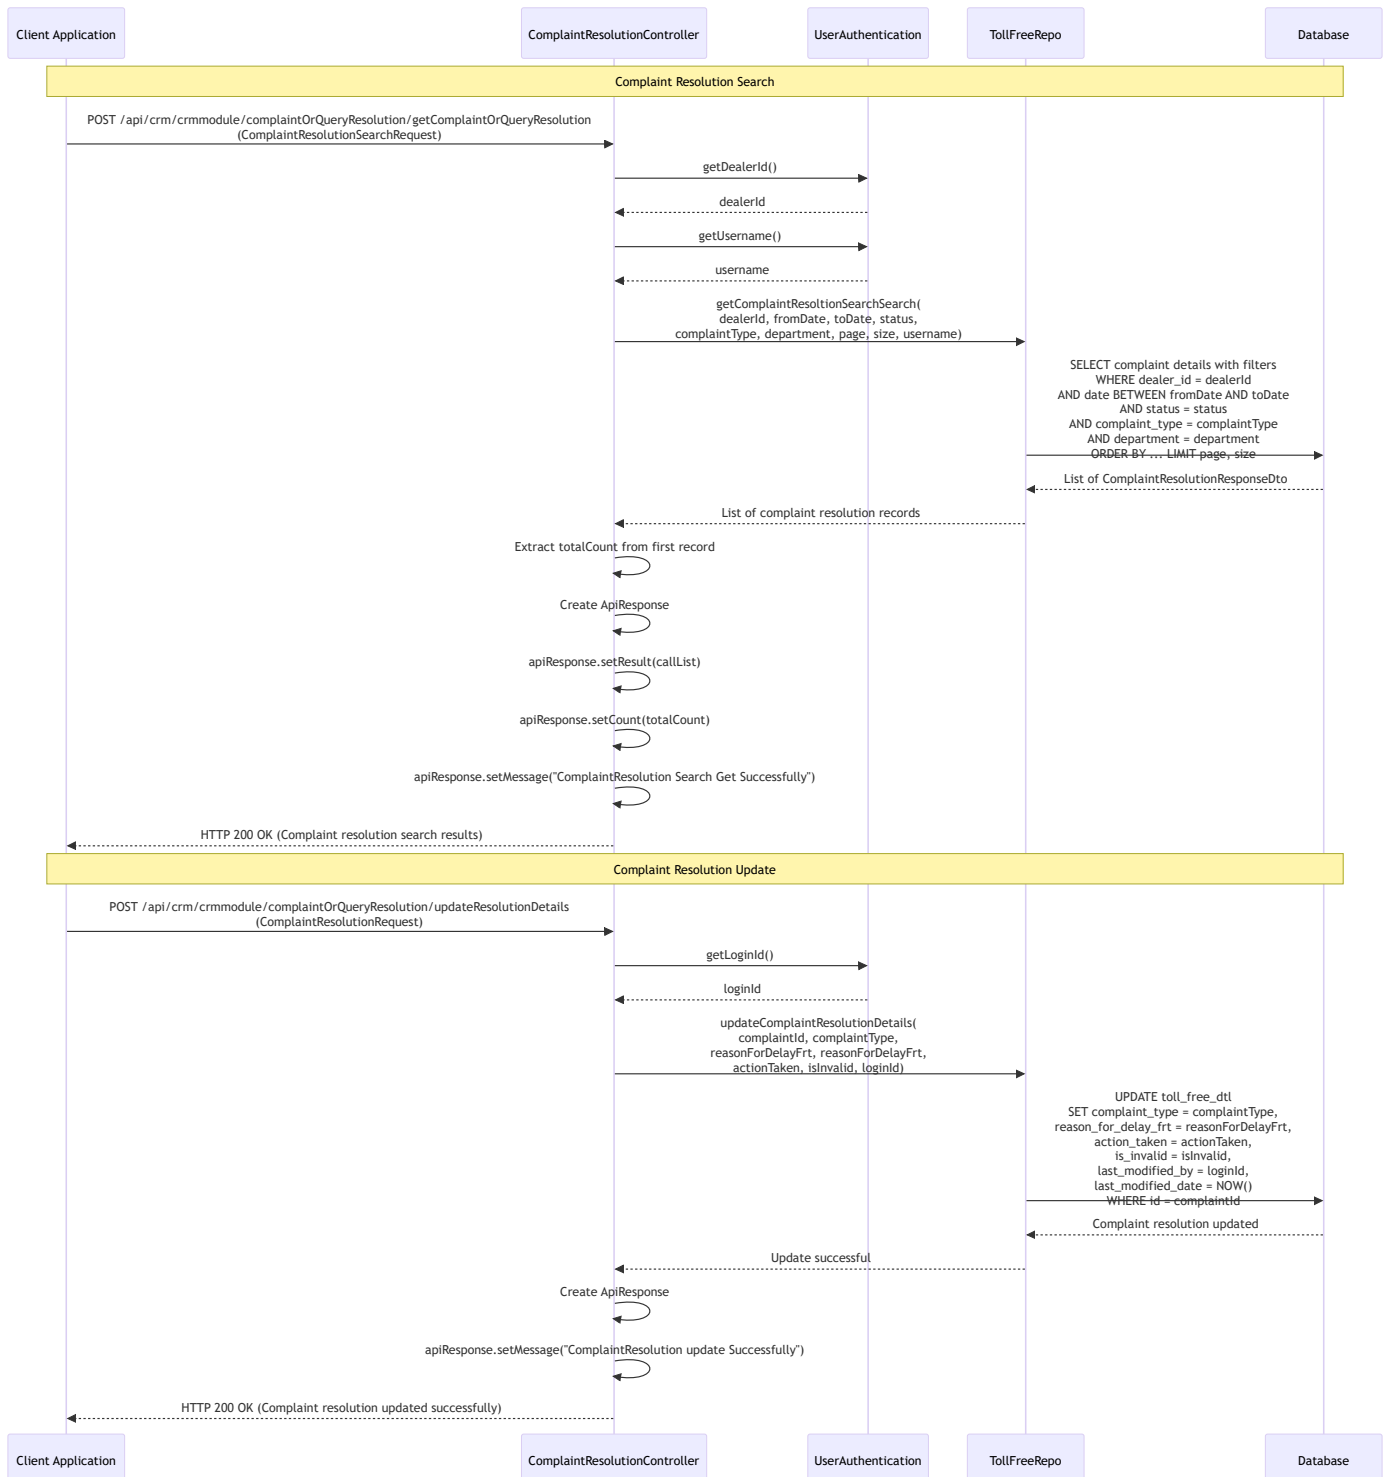 Client Application
ComplaintResolutionController
UserAuthentication
TollFreeRepo
Database
Complaint Resolution Search
POST /api/crm/crmmodule/complaintOrQueryResolution/getComplaintOrQueryResolution
(ComplaintResolutionSearchRequest)
getDealerId()
dealerId
getUsername()
username
getComplaintResoltionSearchSearch(
dealerId, fromDate, toDate, status,
complaintType, department, page, size, username)
SELECT complaint details with filters
WHERE dealer_id = dealerId
AND date BETWEEN fromDate AND toDate
AND status = status
AND complaint_type = complaintType
AND department = department
ORDER BY ... LIMIT page, size
List of ComplaintResolutionResponseDto
List of complaint resolution records
Extract totalCount from first record
Create ApiResponse
apiResponse.setResult(callList)
apiResponse.setCount(totalCount)
apiResponse.setMessage("ComplaintResolution Search Get Successfully")
HTTP 200 OK (Complaint resolution search results)
Complaint Resolution Update
POST /api/crm/crmmodule/complaintOrQueryResolution/updateResolutionDetails
(ComplaintResolutionRequest)
getLoginId()
loginId
updateComplaintResolutionDetails(
complaintId, complaintType,
reasonForDelayFrt, reasonForDelayFrt,
actionTaken, isInvalid, loginId)
UPDATE toll_free_dtl
SET complaint_type = complaintType,
reason_for_delay_frt = reasonForDelayFrt,
action_taken = actionTaken,
is_invalid = isInvalid,
last_modified_by = loginId,
last_modified_date = NOW()
WHERE id = complaintId
Complaint resolution updated
Update successful
Create ApiResponse
apiResponse.setMessage("ComplaintResolution update Successfully")
HTTP 200 OK (Complaint resolution updated successfully)
Client Application
ComplaintResolutionController
UserAuthentication
TollFreeRepo
Database